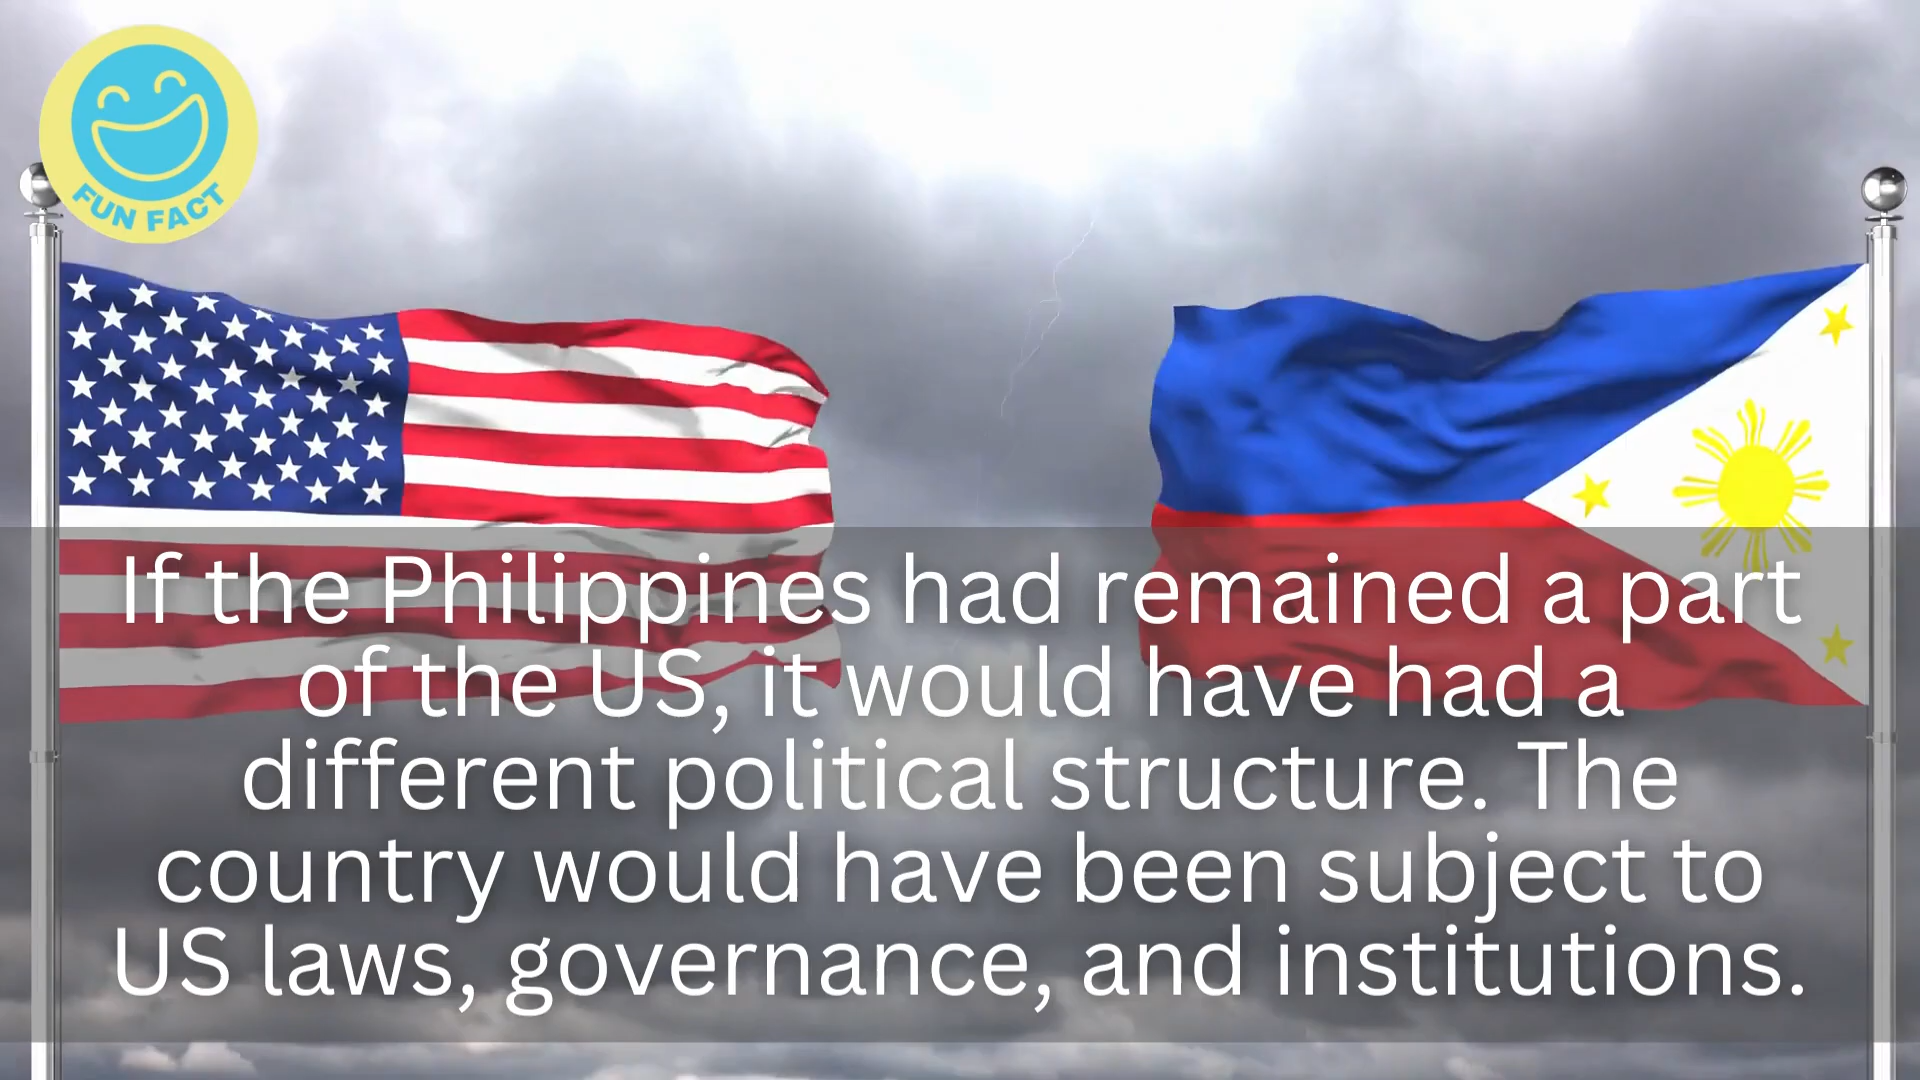 FUN FACT
If the Philippines had remained a part
of the US, it would have had a
different political structure. The
country would have been subject to
US laws, governance, and institutions.